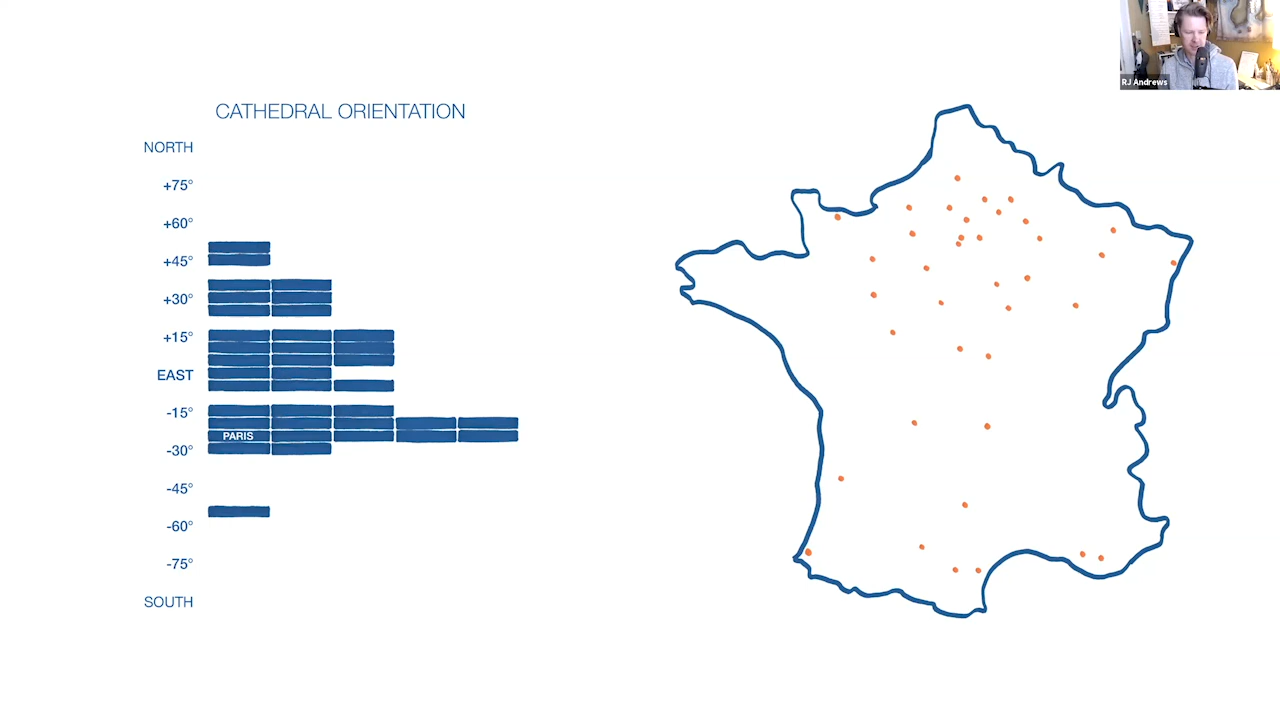 RJ Andrews
CATHEDRAL ORIENTATION
NORTH
+75°
+60°
+45°
+30°
+15°
EAST
-15°
PARIS
-30°
-45°
-60°
-75°
SOUTH